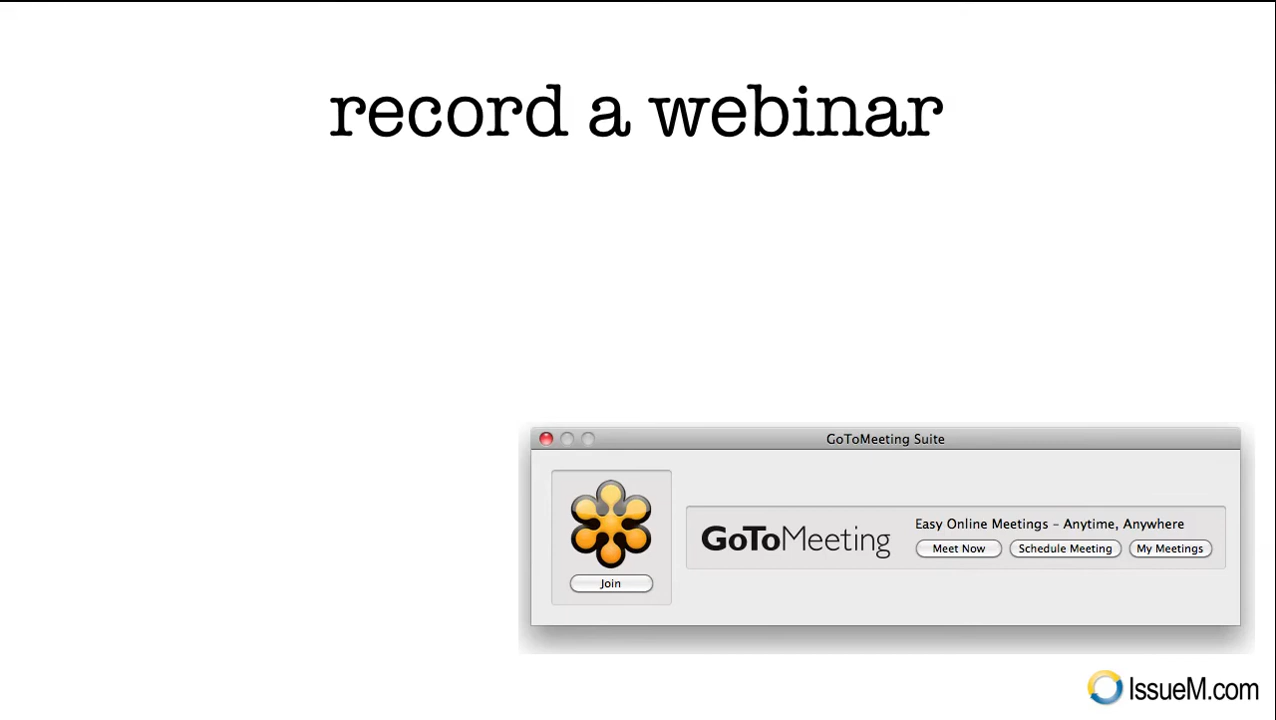 record a webinar
GoToMeeting Suite
Easy Online Meetings – Anytime, Anywhere
GoToMeeting
Meet Now
Schedule Meeting
My Meetings
Join
IssueM.com